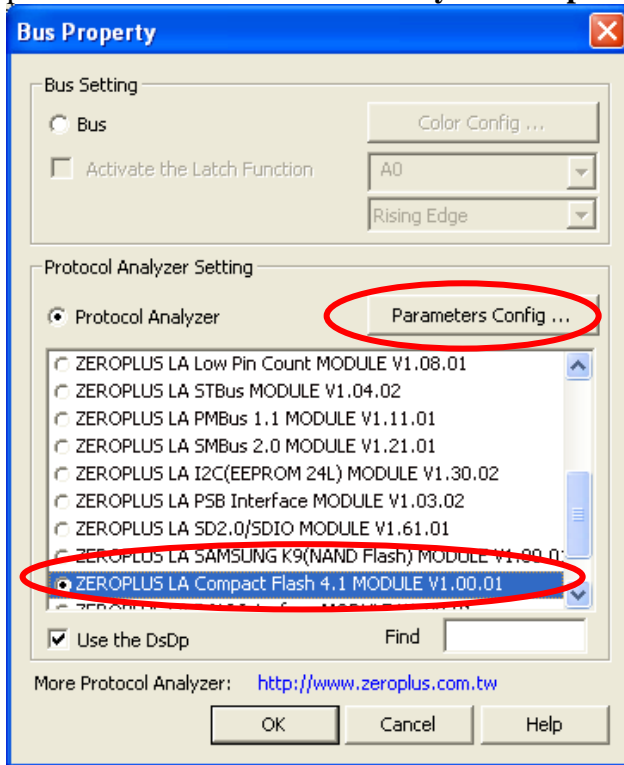 Bus Property
Bus Setting
Bus
Color Config ...
Activate the Latch Function
A0
Rising Edge
Protocol Analyzer Setting
Protocol Analyzer
Parameters Config ...
ZEROPLUS LA Low Pin Count MODULE V1.08.01
ZEROPLUS LA STBus MODULE V1.04.02
ZEROPLUS LA PMBus 1.1 MODULE V1.11.01
ZEROPLUS LA SMBus 2.0 MODULE V1.21.01
ZEROPLUS LA I2C(EEPROM 24L) MODULE V1.30.02
ZEROPLUS LA PSB Interface MODULE V1.03.02
ZEROPLUS LA SD2.0/SDIO MODULE V1.61.01
ZEROPLUS LA SAMSUNG K9(NAND Flash) MODULE V1.00.0
ZEROPLUS LA Compact Flash 4.1 MODULE V1.00.01
Use the DsDp
Find
More Protocol Analyzer: http://www.zeroplus.com.tw
OK Cancel Help